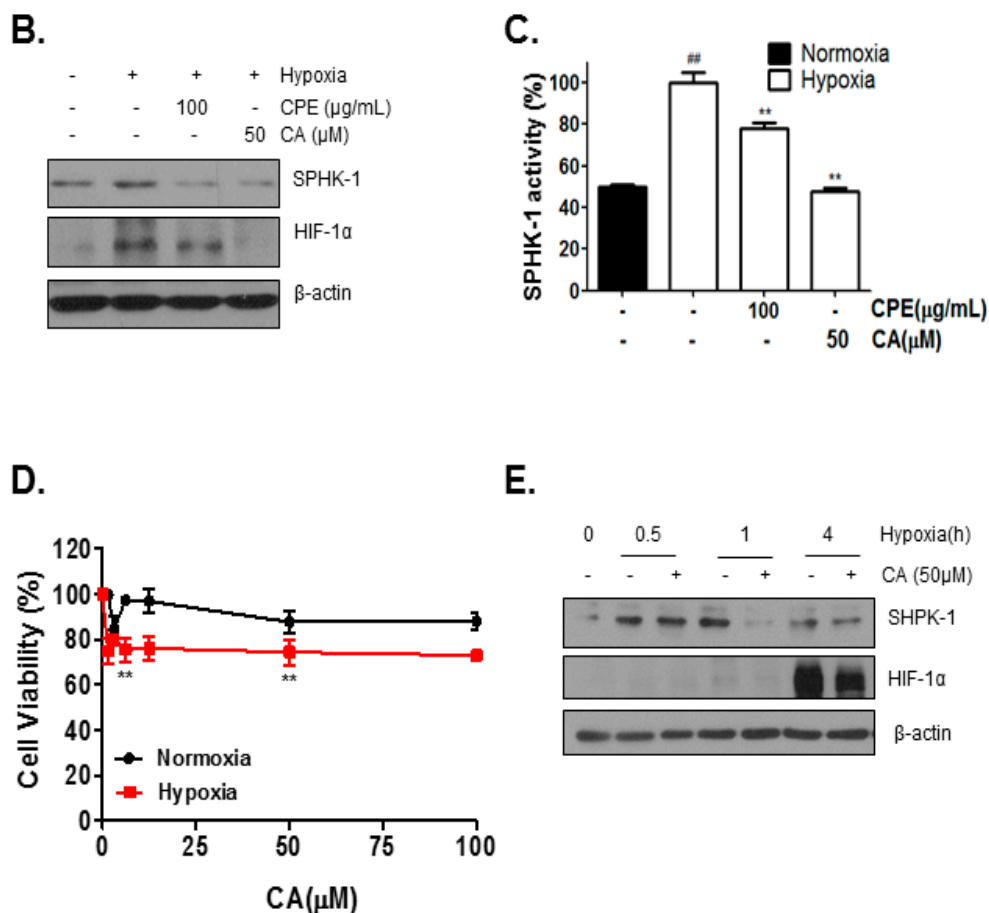 B.
- + + + Hypoxia
- - 100 - CPE (μg/mL)
- - - 50 CA (μM)
SPHK-1
HIF-1α
β-actin
C.
Normoxia
Hypoxia
SPHK-1 activity (%)
100
80
60
40
20
0
##
**
**
- - 100 - CPE(μg/mL)
- - - 50 CA(μM)
D.
Cell Viability (%)
120
100
80
60
40
20
0
** **
Normoxia
Hypoxia
0 25 50 75 100
CA(μM)
E.
0 0.5 1 4 Hypoxia(h)
- - + - + - + CA (50μM)
SHPK-1
HIF-1α
β-actin